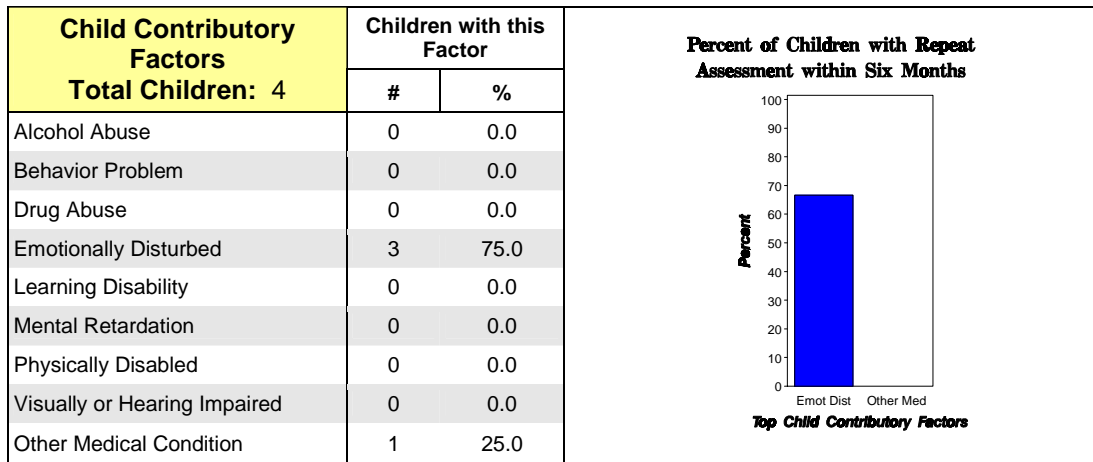 Child Contributory
Factors
Total Children: 4
Children with this
Factor
# %
Alcohol Abuse 0 0.0
Behavior Problem 0 0.0
Drug Abuse 0 0.0
Emotionally Disturbed 3 75.0
Learning Disability 0 0.0
Mental Retardation 0 0.0
Physically Disabled 0 0.0
Visually or Hearing Impaired 0 0.0
Other Medical Condition 1 25.0
Percent of Children with Repeat
Assessment within Six Months
Percent
100
90
80
70
60
50
40
30
20
10
0
Emot Dist Other Med
Top Child Contributory Factors